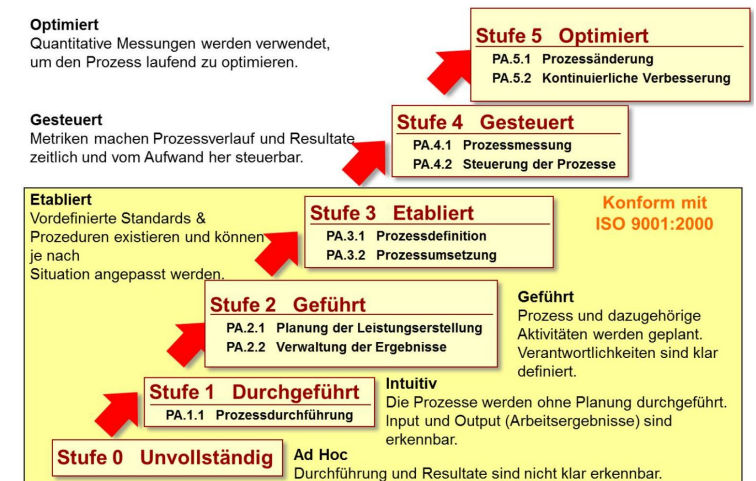 Optimiert
Quantitative Messungen werden verwendet,
um den Prozess laufend zu optimieren.
Stufe 5 Optimiert
PA.5.1 Prozessänderung
PA.5.2 Kontinuierliche Verbesserung
Gesteuert
Metriken machen Prozessverlauf und Resultate
zeitlich und vom Aufwand her steuerbar.
Stufe 4 Gesteuert
PA.4.1 Prozessmessung
PA.4.2 Steuerung der Prozesse
Etabliert
Vordefinierte Standards &
Prozeduren existieren und können
je nach
Situation angepasst werden.
Stufe 3 Etabliert
PA.3.1 Prozessdefinition
PA.3.2 Prozessumsetzung
Konform mit
ISO 9001:2000
Stufe 2 Geführt
PA.2.1 Planung der Leistungserstellung
PA.2.2 Verwaltung der Ergebnisse
Geführt
Prozess und dazugehörige
Aktivitäten werden geplant.
Verantwortlichkeiten sind klar
definiert.
Stufe 1 Durchgeführt
PA.1.1 Prozessdurchführung
Intuitiv
Die Prozesse werden ohne Planung durchgeführt.
Input und Output (Arbeitsergebnisse) sind
erkennbar.
Stufe 0 Unvollständig
Ad Hoc
Durchführung und Resultate sind nicht klar erkennbar.